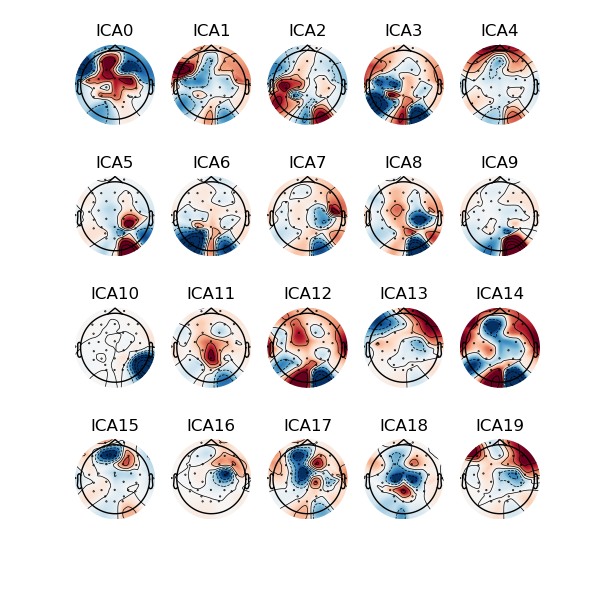 ICA0 ICA1 ICA2 ICA3 ICA4
ICA5 ICA6 ICA7 ICA8 ICA9
ICA10 ICA11 ICA12 ICA13 ICA14
ICA15 ICA16 ICA17 ICA18 ICA19